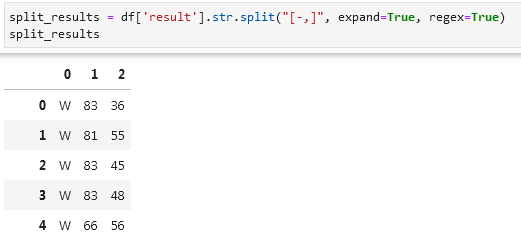 split_results = df['result'].str.split("[-,]", expand=True, regex=True)
split_results
0 1 2
0 W 83 36
1 W 81 55
2 W 83 45
3 W 83 48
4 W 66 56